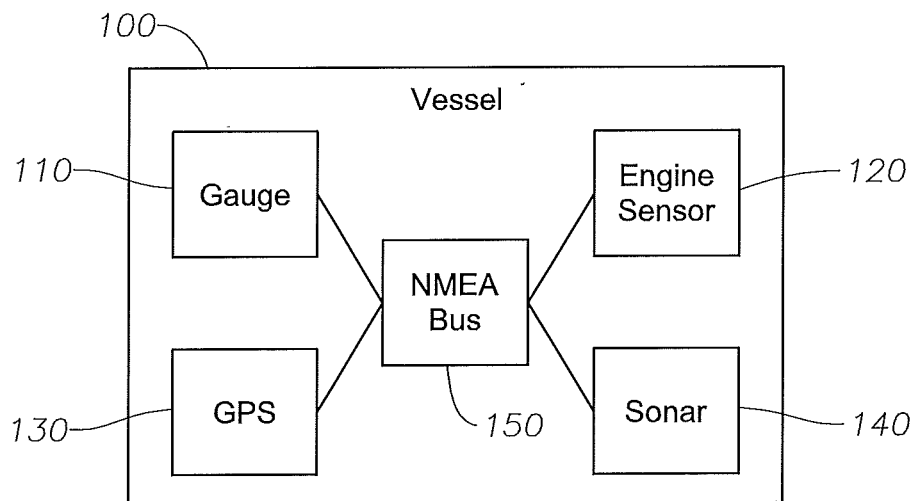 100
Vessel
110
Gauge
Engine
Sensor
120
NMEA
Bus
130
GPS
150
Sonar
140